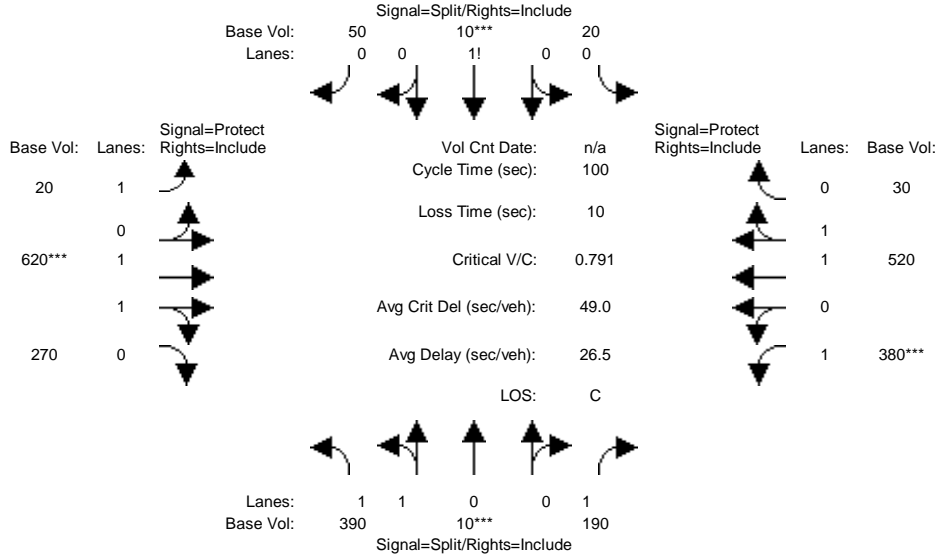 Signal=Split/Rights=Include
Base Vol: 50 10*** 20
Lanes: 0 0 1! 0 0
Signal=Protect Signal=Protect
Base Vol: Lanes: Rights=Include Vol Cnt Date: n/a Rights=Include Lanes: Base Vol:
Cycle Time (sec): 100
20 1 0 30
Loss Time (sec): 10
0 1
620*** 1 Critical V/C: 0.791 1 520
1 Avg Crit Del (sec/veh): 49.0 0
270 0 Avg Delay (sec/veh): 26.5 1 380***
LOS: C
Lanes: 1 1 0 0 1
Base Vol: 390 10*** 190
Signal=Split/Rights=Include